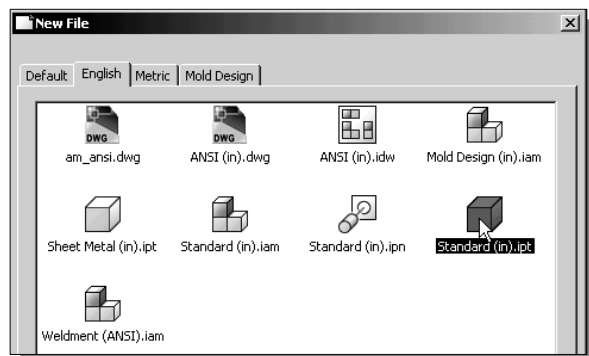 New File
Default English Metric Mold Design
DWG DWG
am_ansi.dwg ANSI (in).dwg ANSI (in).idw Mold Design (in).iam
Sheet Metal (in).ipt Standard (in).iam Standard (in).ipn Standard (in).ipt
Weldment (ANSI).iam